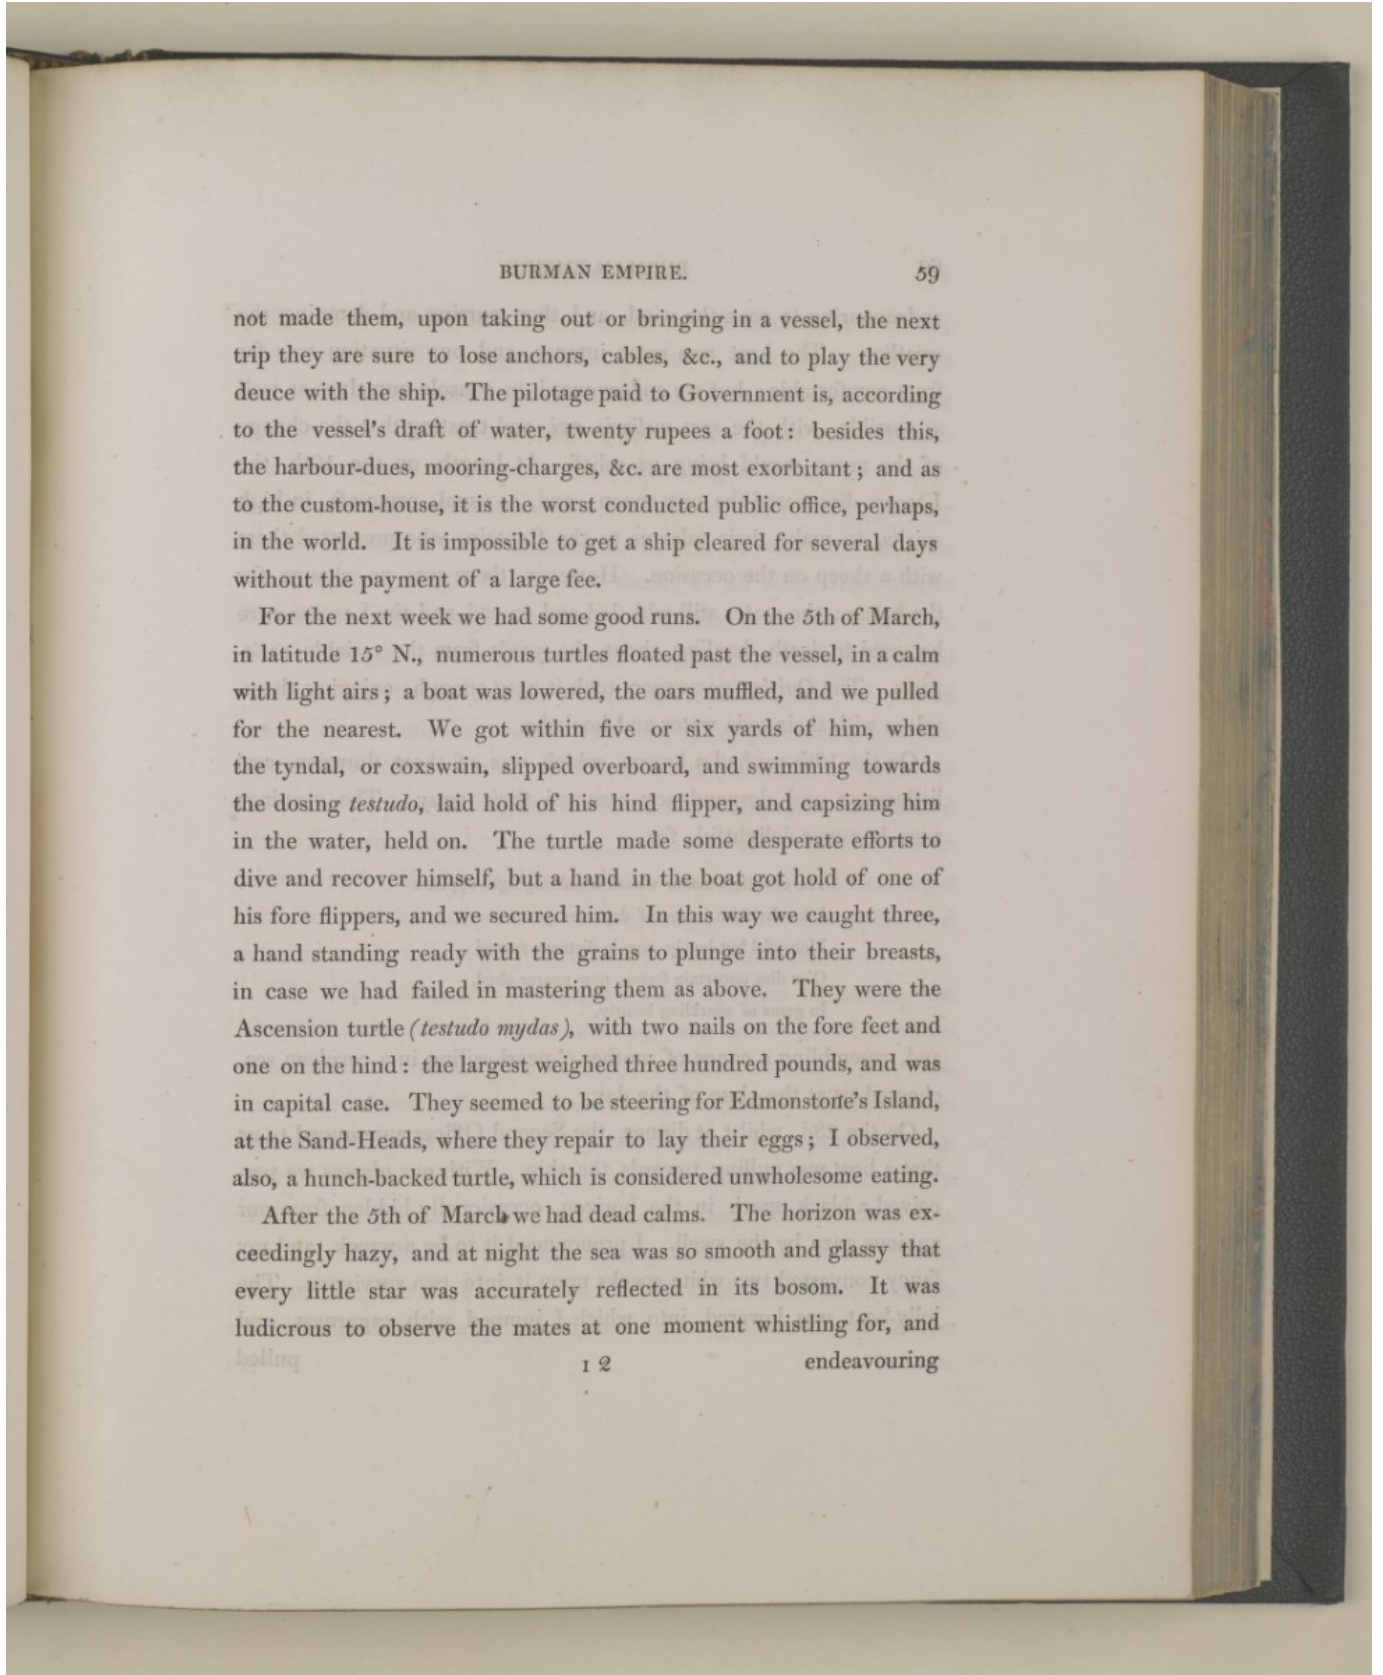 BURMAN EMPIRE. 59
not made them, upon taking out or bringing in a vessel, the next
trip they are sure to lose anchors, cables, &c., and to play the very
deuce with the ship. The pilotage paid to Government is, according
to the vessel's draft of water, twenty rupees a foot: besides this,
the harbour-dues, mooring-charges, &c. are most exorbitant; and as
to the custom-house, it is the worst conducted public office, perhaps,
in the world. It is impossible to get a ship cleared for several days
without the payment of a large fee.
For the next week we had some good runs. On the 5th of March,
in latitude 15° N., numerous turtles floated past the vessel, in a calm
with light airs; a boat was lowered, the oars muffled, and we pulled
for the nearest. We got within five or six yards of him, when
the tyndal, or coxswain, slipped overboard, and swimming towards
the dosing testudo, laid hold of his hind flipper, and capsizing him
in the water, held on. The turtle made some desperate efforts to
dive and recover himself, but a hand in the boat got hold of one of
his fore flippers, and we secured him. In this way we caught three,
a hand standing ready with the grains to plunge into their breasts,
in case we had failed in mastering them as above. They were the
Ascension turtle (testudo mydas), with two nails on the fore feet and
one on the hind: the largest weighed three hundred pounds, and was
in capital case. They seemed to be steering for Edmonstone's Island,
at the Sand-Heads, where they repair to lay their eggs; I observed,
also, a hunch-backed turtle, which is considered unwholesome eating.
After the 5th of March we had dead calms. The horizon was ex-
ceedingly hazy, and at night the sea was so smooth and glassy that
every little star was accurately reflected in its bosom. It was
ludicrous to observe the mates at one moment whistling for, and
I 2 endeavouring